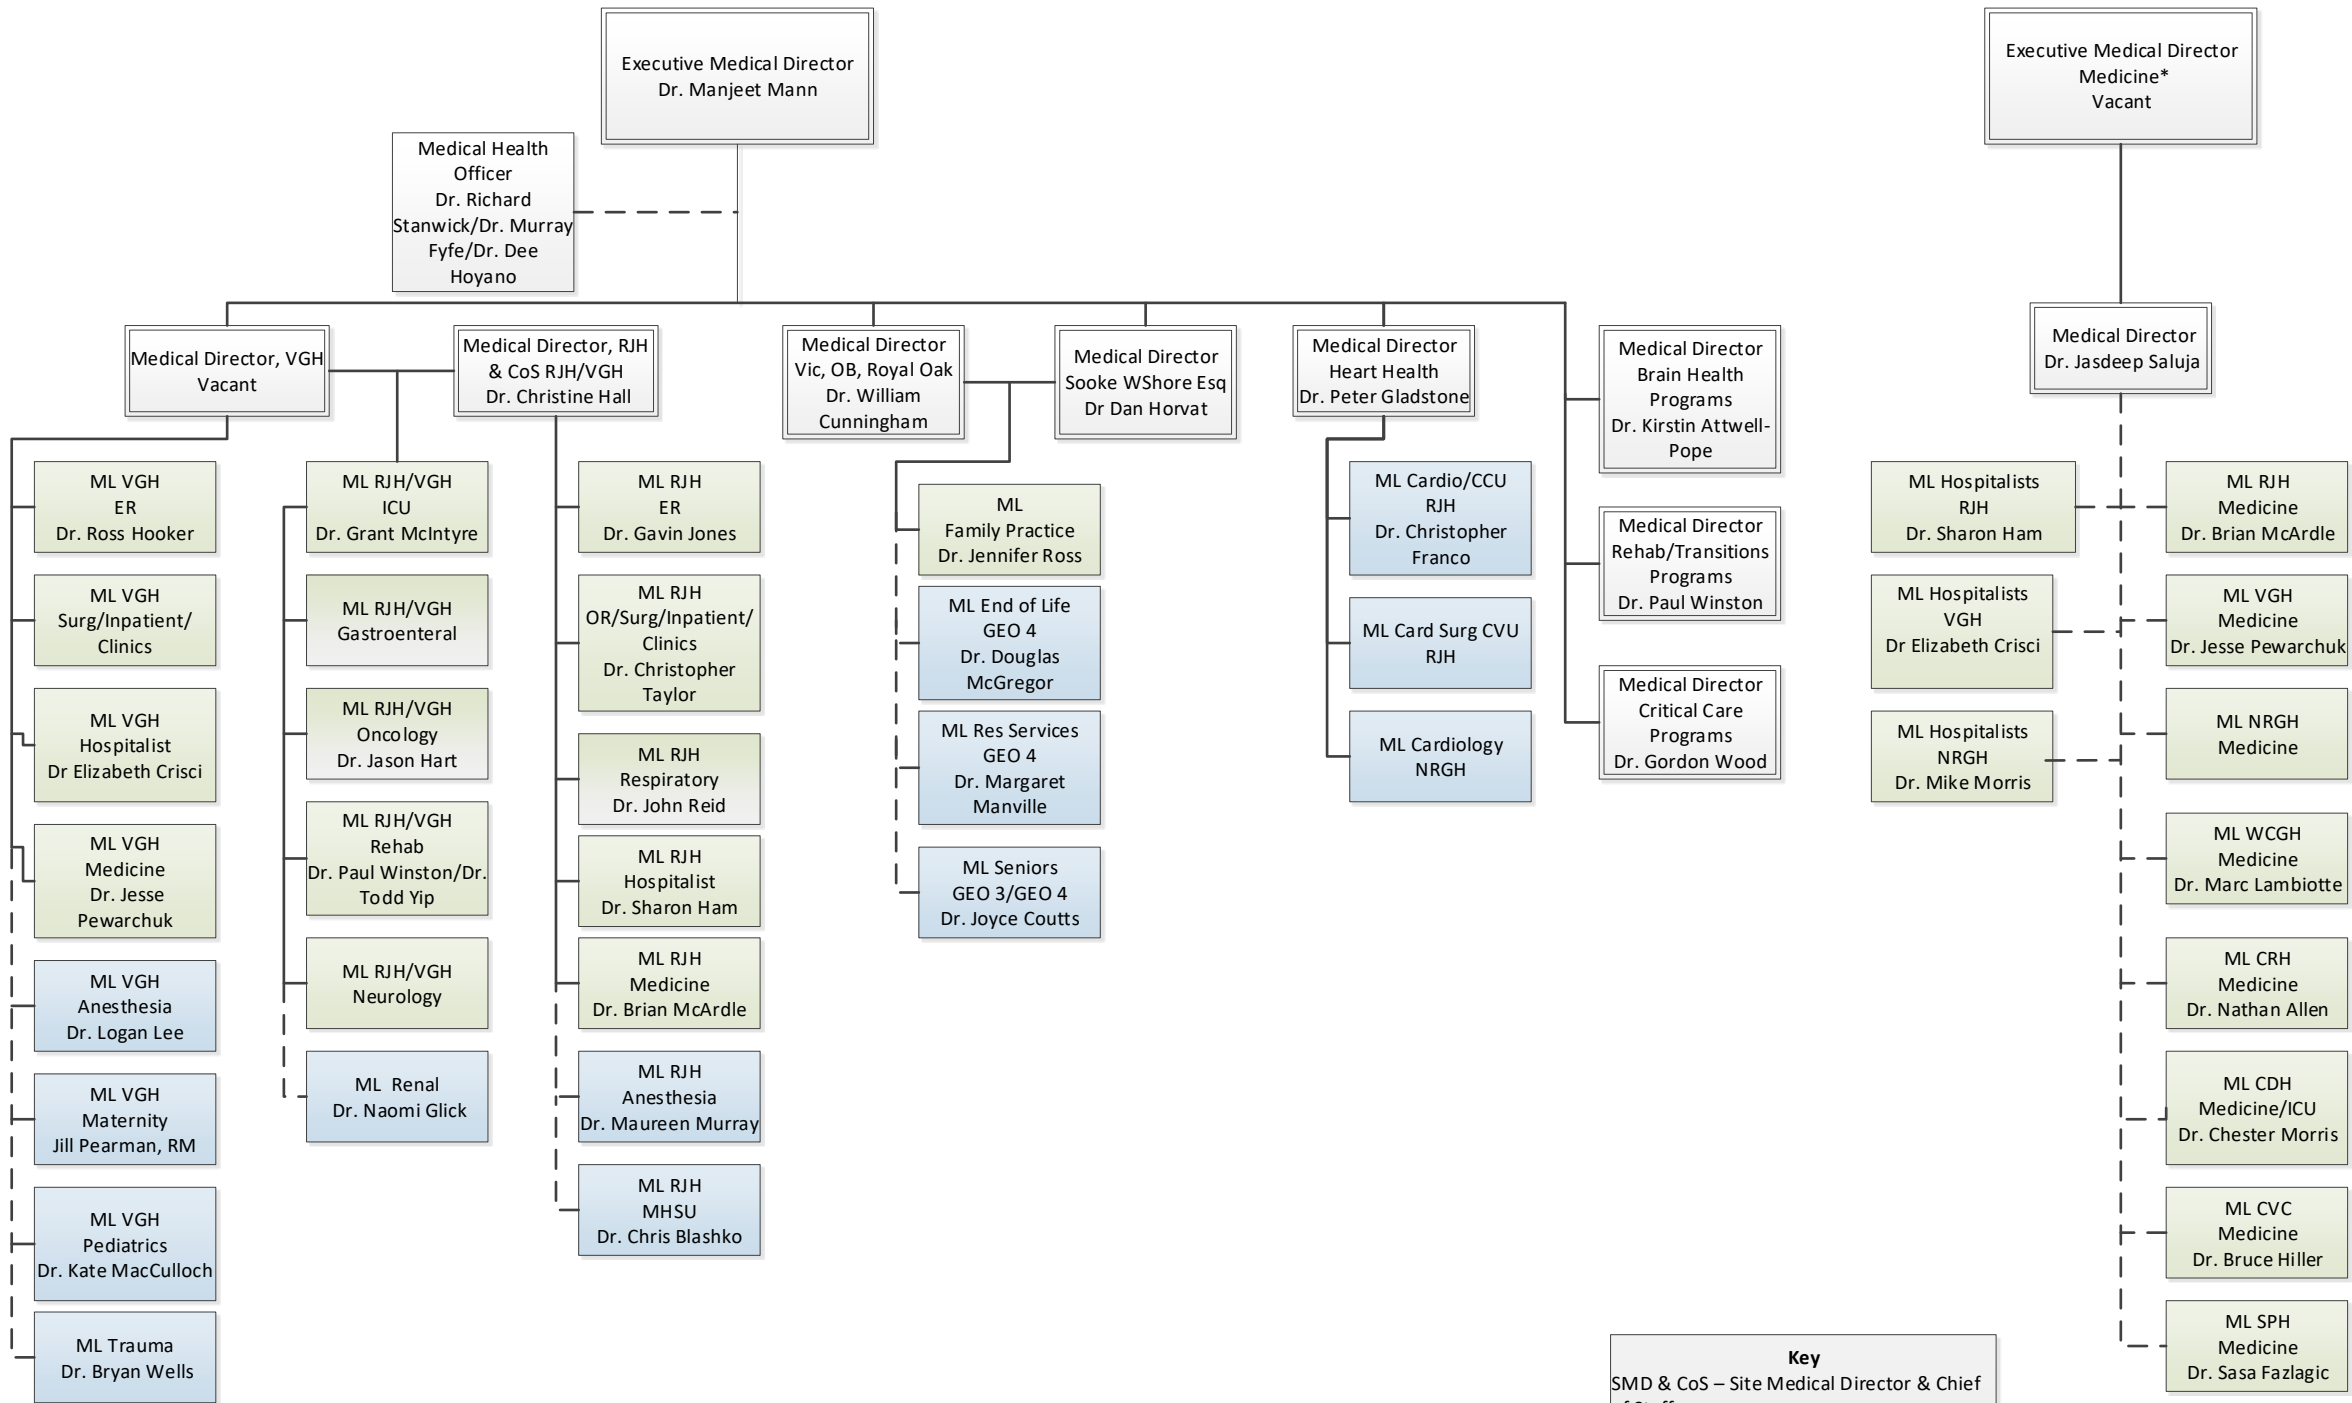 Executive Medical Director
Dr. Manjeet Mann
Executive Medical Director
Medicine*
Vacant
Medical Health
Officer
Dr. Richard
Stanwick/Dr. Murray
Fyfe/Dr. Dee
Hoyano
Medical Director, VGH
Vacant
Medical Director, RJH
& CoS RJH/VGH
Dr. Christine Hall
Medical Director
Vic, OB, Royal Oak
Dr. William
Cunningham
Medical Director
Sooke WShore Esq
Dr Dan Horvat
Medical Director
Heart Health
Dr. Peter Gladstone
Medical Director
Brain Health
Programs
Dr. Kirstin Attwell-
Pope
Medical Director
Rehab/Transitions
Programs
Dr. Paul Winston
Medical Director
Critical Care
Programs
Dr. Gordon Wood
Medical Director
Dr. Jasdeep Saluja
ML VGH
ER
Dr. Ross Hooker
ML VGH
Surg/Inpatient/
Clinics
ML VGH
Hospitalist
Dr Elizabeth Crisci
ML VGH
Medicine
Dr. Jesse
Pewarchuk
ML VGH
Anesthesia
Dr. Logan Lee
ML VGH
Maternity
Jill Pearman, RM
ML VGH
Pediatrics
Dr. Kate MacCulloch
ML Trauma
Dr. Bryan Wells
ML RJH/VGH
ICU
Dr. Grant McIntyre
ML RJH/VGH
Gastroenteral
ML RJH/VGH
Oncology
Dr. Jason Hart
ML RJH/VGH
Rehab
Dr. Paul Winston/Dr.
Todd Yip
ML RJH/VGH
Neurology
ML Renal
Dr. Naomi Glick
ML RJH
ER
Dr. Gavin Jones
ML RJH
OR/Surg/Inpatient/
Clinics
Dr. Christopher
Taylor
ML RJH
Respiratory
Dr. John Reid
ML RJH
Hospitalist
Dr. Sharon Ham
ML RJH
Medicine
Dr. Brian McArdle
ML RJH
Anesthesia
Dr. Maureen Murray
ML RJH
MHSU
Dr. Chris Blashko
ML
Family Practice
Dr. Jennifer Ross
ML End of Life
GEO 4
Dr. Douglas
McGregor
ML Res Services
GEO 4
Dr. Margaret
Manville
ML Seniors
GEO 3/GEO 4
Dr. Joyce Coutts
ML Cardio/CCU
RJH
Dr. Christopher
Franco
ML Card Surg CVU
RJH
ML Cardiology
NRGH
ML Hospitalists
RJH
Dr. Sharon Ham
ML Hospitalists
VGH
Dr Elizabeth Crisci
ML Hospitalists
NRGH
Dr. Mike Morris
ML RJH
Medicine
Dr. Brian McArdle
ML VGH
Medicine
Dr. Jesse Pewarchuk
ML NRGH
Medicine
ML WCGH
Medicine
Dr. Marc Lambiotte
ML CRH
Medicine
Dr. Nathan Allen
ML CDH
Medicine/ICU
Dr. Chester Morris
ML CVC
Medicine
Dr. Bruce Hiller
ML SPH
Medicine
Dr. Sasa Fazlagic
Key
SMD & CoS – Site Medical Director & Chief